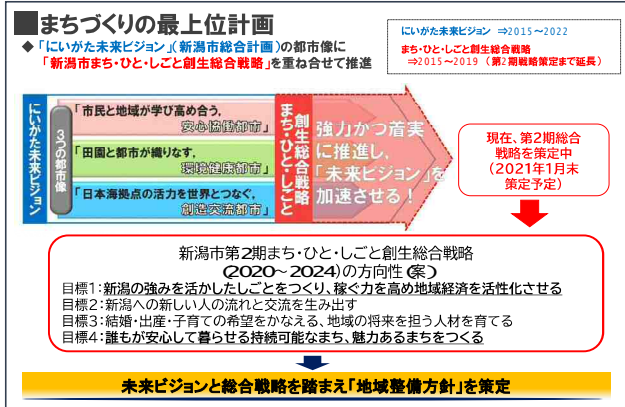 ■まちづくりの最上位計画
◆「にいがた未来ビジョン」(新潟市総合計画)の都市像に
「新潟市まち・ひと・しごと創生総合戦略」を重ね合せて推進
にいがた未来ビジョン ⇒2015~2022
まち・ひと・しごと創生総合戦略
⇒2015~2019 (第2期戦略策定まで延長)
にいがた未来ビジョン
3つの都市像
「市民と地域が学び高め合う、
安心協働都市」
「田園と都市が織りなす、
環境健康都市」
「日本海拠点の活力を世界とつなぐ、
創造交流都市」
まち・ひと・しごと
創生総合戦略
強力かつ着実
に推進し、
「未来ビジョン」を
加速させる!
現在、第2期総合
戦略を策定中
(2021年1月末
策定予定)
新潟市第2期まち・ひと・しごと創生総合戦略
(2020~2024)の方向性(案)
目標1:新潟の強みを活かしたしごとをつくり、稼ぐ力を高め地域経済を活性化させる
目標2:新潟への新しい人の流れと交流を生み出す
目標3:結婚・出産・子育ての希望をかなえる、地域の将来を担う人材を育てる
目標4:誰もが安心して暮らせる持続可能なまち、魅力あるまちをつくる
未来ビジョンと総合戦略を踏まえ「地域整備方針」を策定